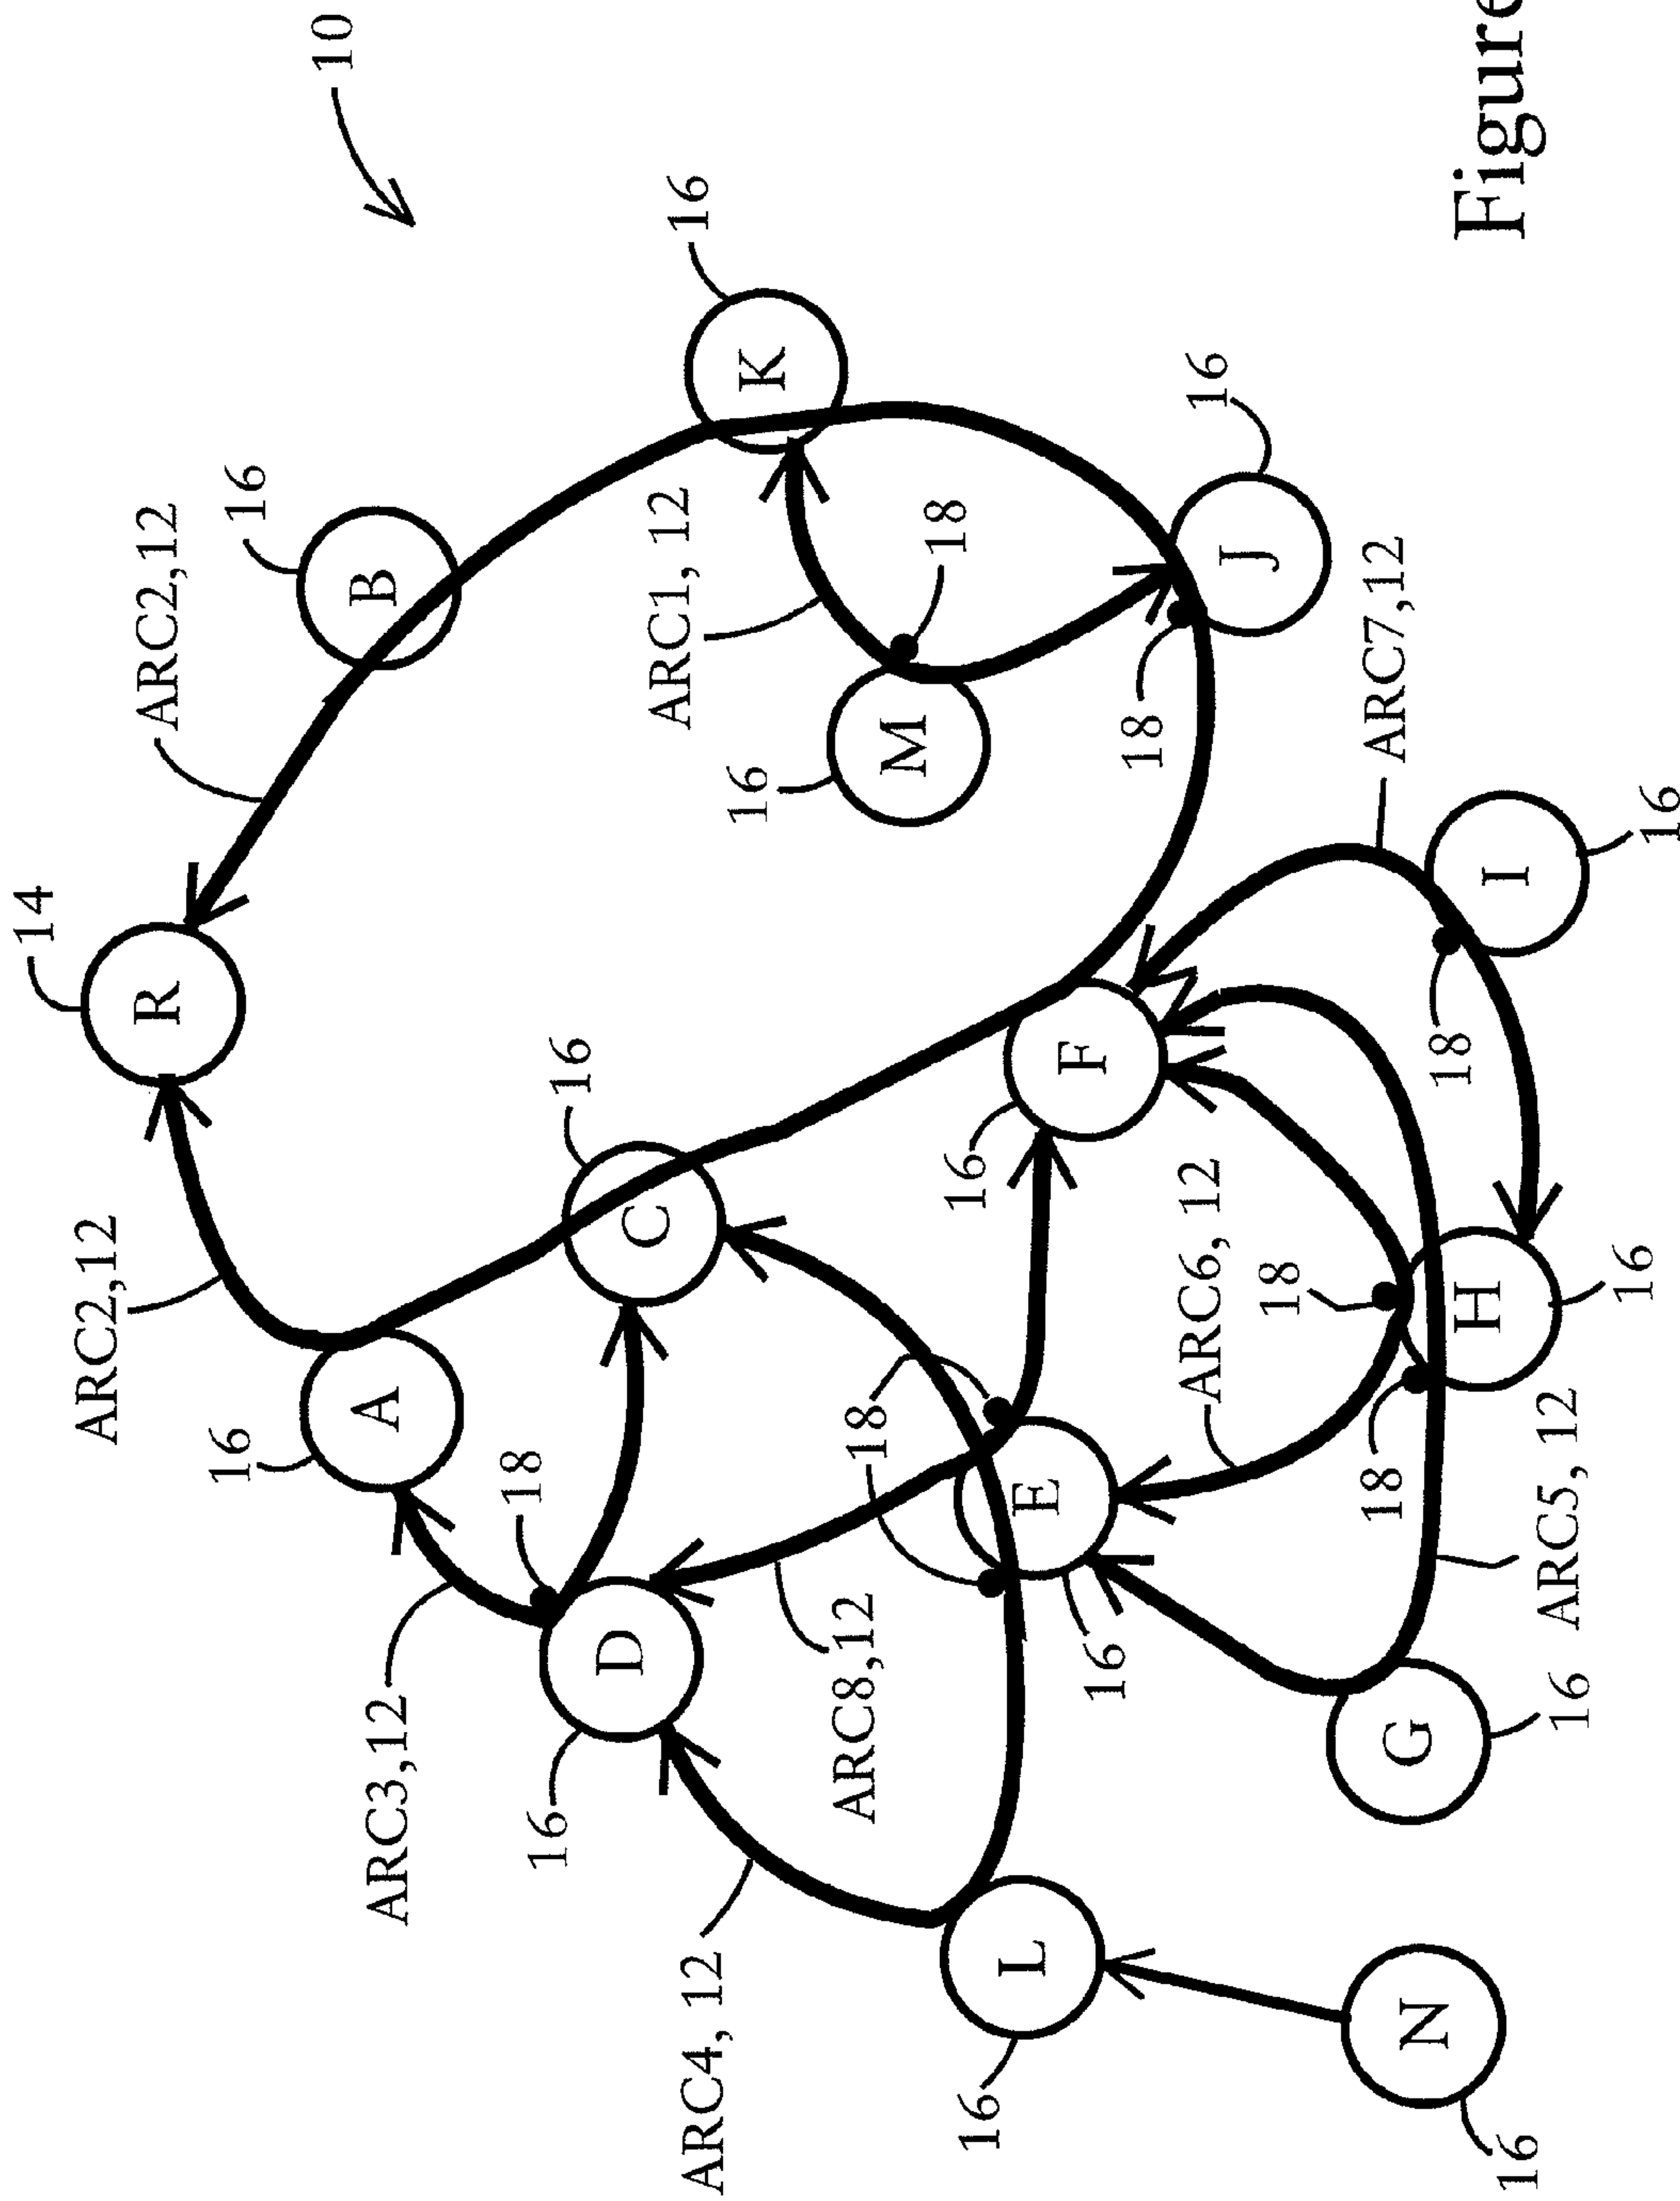 14
ARC2,12
ARC2,12
R
16
16
10
A
B
ARC3,12
18
16
16
D
C
ARC1, 12
16
ARC4, 12
16
K
ARC8,12
18
M
18
16
16
L
E
F
18
16
ARC6, 12
16
J
18
18
ARC7,12
G
N
18
H
I
Figure
16
16
ARC5, 12
16
16